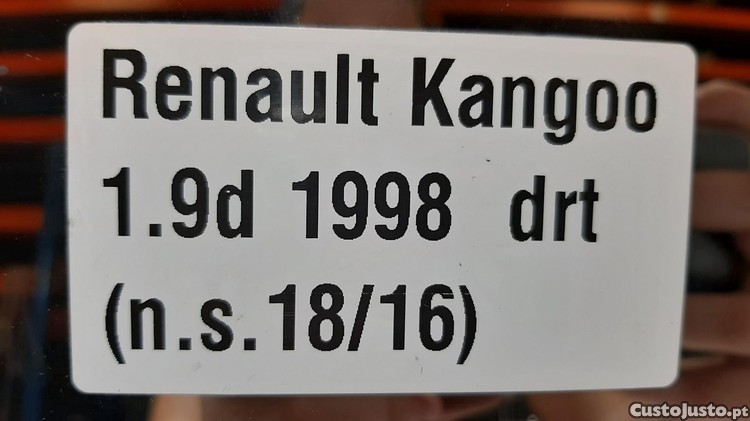 Renault Kangoo
1.9d 1998 drt
(n.s.18/16)
CustoJusto.pt